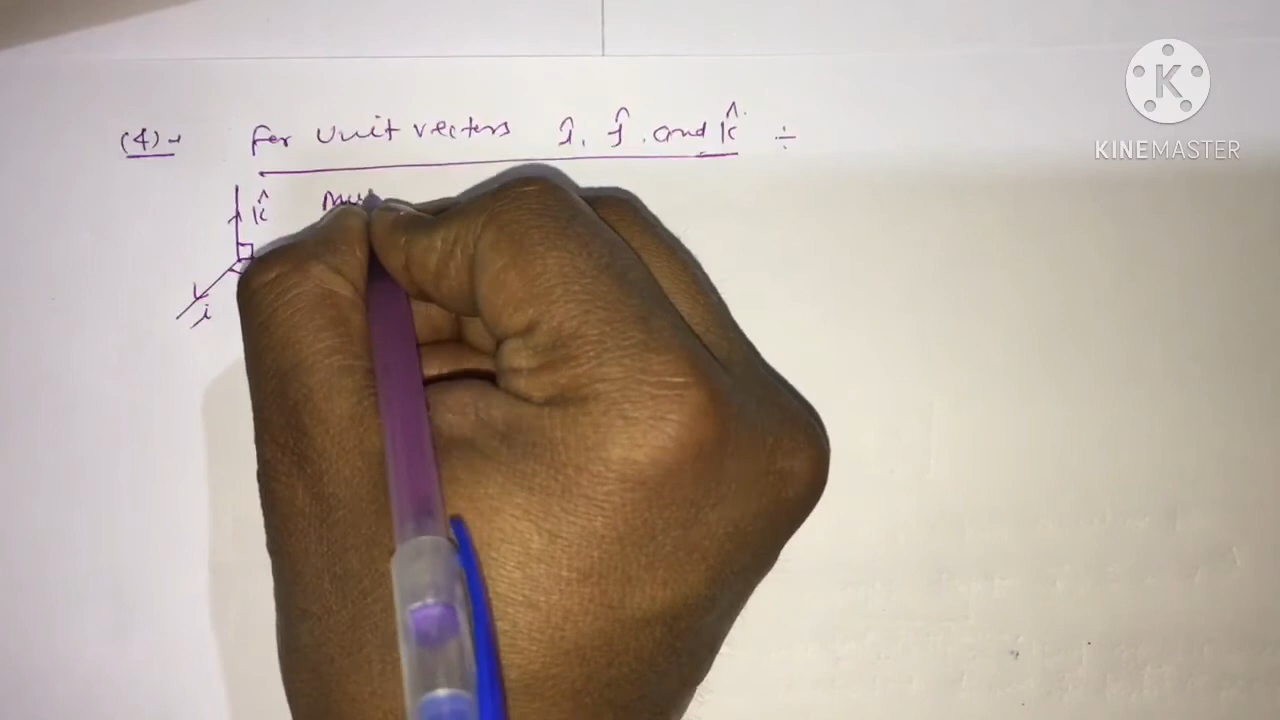 (4)→ For unit vectors î, ĵ, and k̂ ÷
k̂
i
KINEMASTER